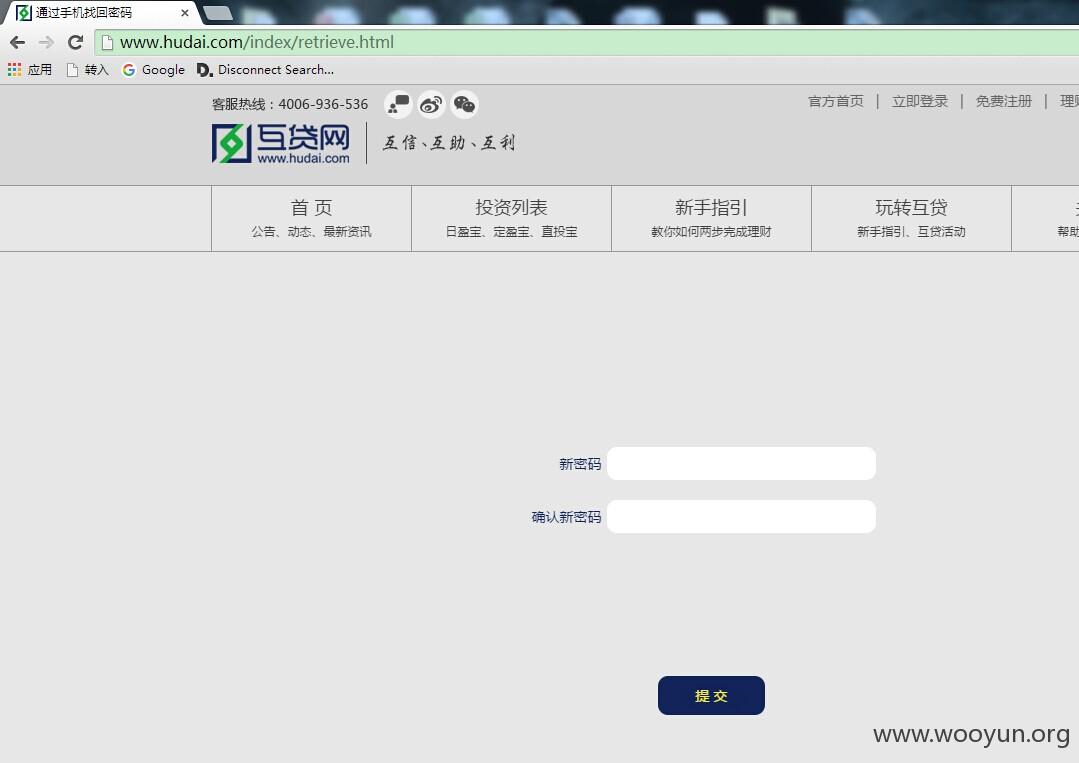 通过手机找回密码
www.hudai.com/index/retrieve.html
应用 转入 Google Disconnect Search...
客服热线：4006-936-536
官方首页 | 立即登录 | 免费注册 |
互贷网
www.hudai.com
互信、互助、互利
首 页 投资列表 新手指引 玩转互贷
公告、动态、最新资讯 日盈宝、定盈宝、直投宝 教你如何两步完成理财 新手指引、互贷活动 帮助
新密码
确认新密码
提 交
www.wooyun.org